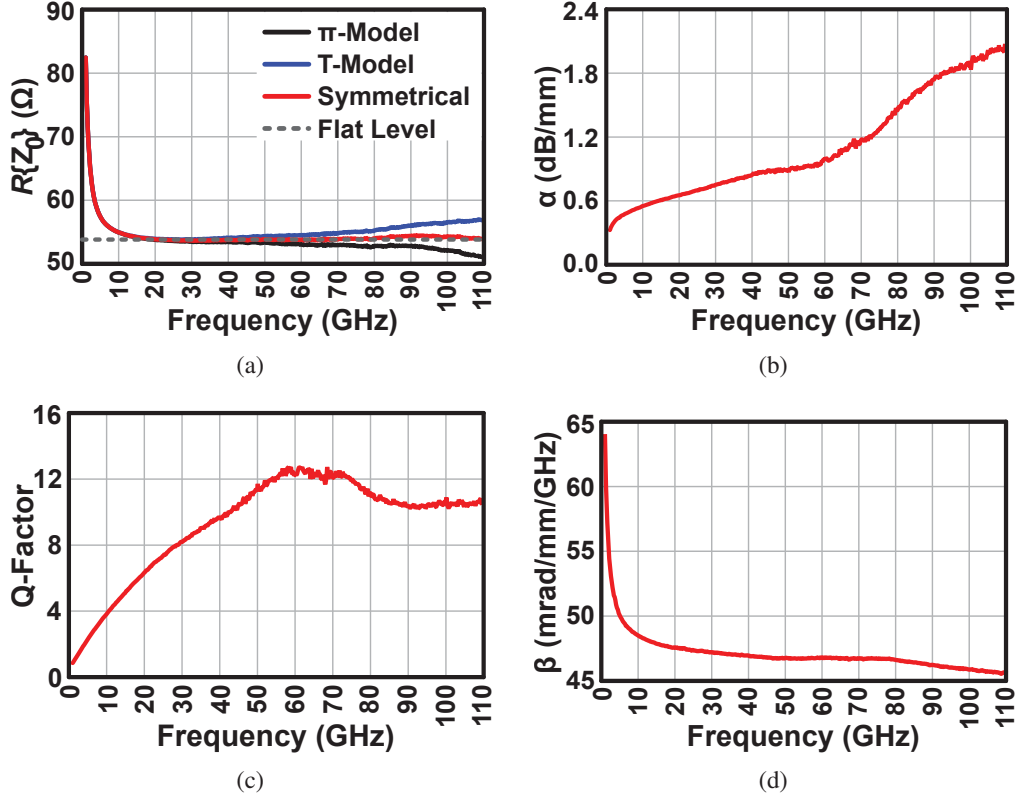 90
80
70
60
50
R{Z0} (Ω)
π-Model
T-Model
Symmetrical
Flat Level
0 10 20 30 40 50 60 70 80 90 100 110
Frequency (GHz)
(a)
2.4
1.8
1.2
0.6
0.0
α (dB/mm)
0 10 20 30 40 50 60 70 80 90 100 110
Frequency (GHz)
(b)
16
12
8
4
0
Q-Factor
0 10 20 30 40 50 60 70 80 90 100 110
Frequency (GHz)
(c)
65
60
55
50
45
β (mrad/mm/GHz)
0 10 20 30 40 50 60 70 80 90 100 110
Frequency (GHz)
(d)